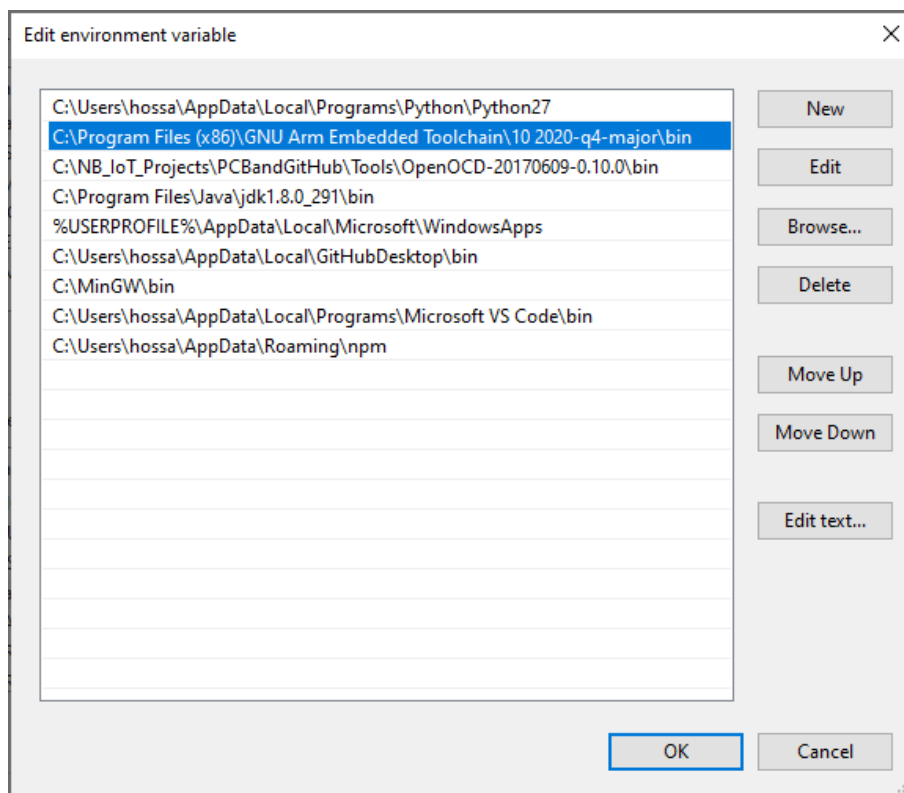 Edit environment variable
C:\Users\hossa\AppData\Local\Programs\Python\Python27
C:\Program Files (x86)\GNU Arm Embedded Toolchain\10 2020-q4-major\bin
C:\NB_IoT_Projects\PCBandGitHub\Tools\OpenOCD-20170609-0.10.0\bin
C:\Program Files\Java\jdk1.8.0_291\bin
%USERPROFILE%\AppData\Local\Microsoft\WindowsApps
C:\Users\hossa\AppData\Local\GitHubDesktop\bin
C:\MinGW\bin
C:\Users\hossa\AppData\Local\Programs\Microsoft VS Code\bin
C:\Users\hossa\AppData\Roaming\npm
New
Edit
Browse...
Delete
Move Up
Move Down
Edit text...
OK
Cancel